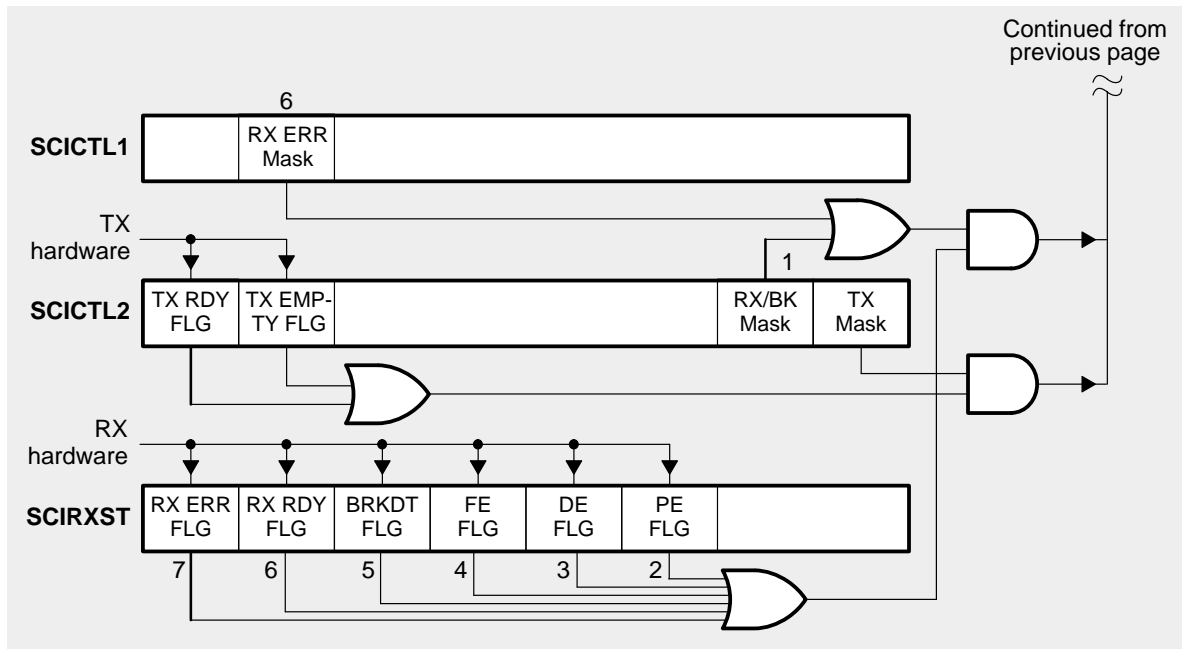 Continued from
previous page
6
SCICTL1
RX ERR
Mask
TX
hardware
1
SCICTL2
TX RDY
FLG
TX EMP-
TY FLG
RX/BK
Mask
TX
Mask
RX
hardware
SCIRXST
RX ERR
FLG
RX RDY
FLG
BRKDT
FLG
FE
FLG
DE
FLG
PE
FLG
7
6
5
4
3
2